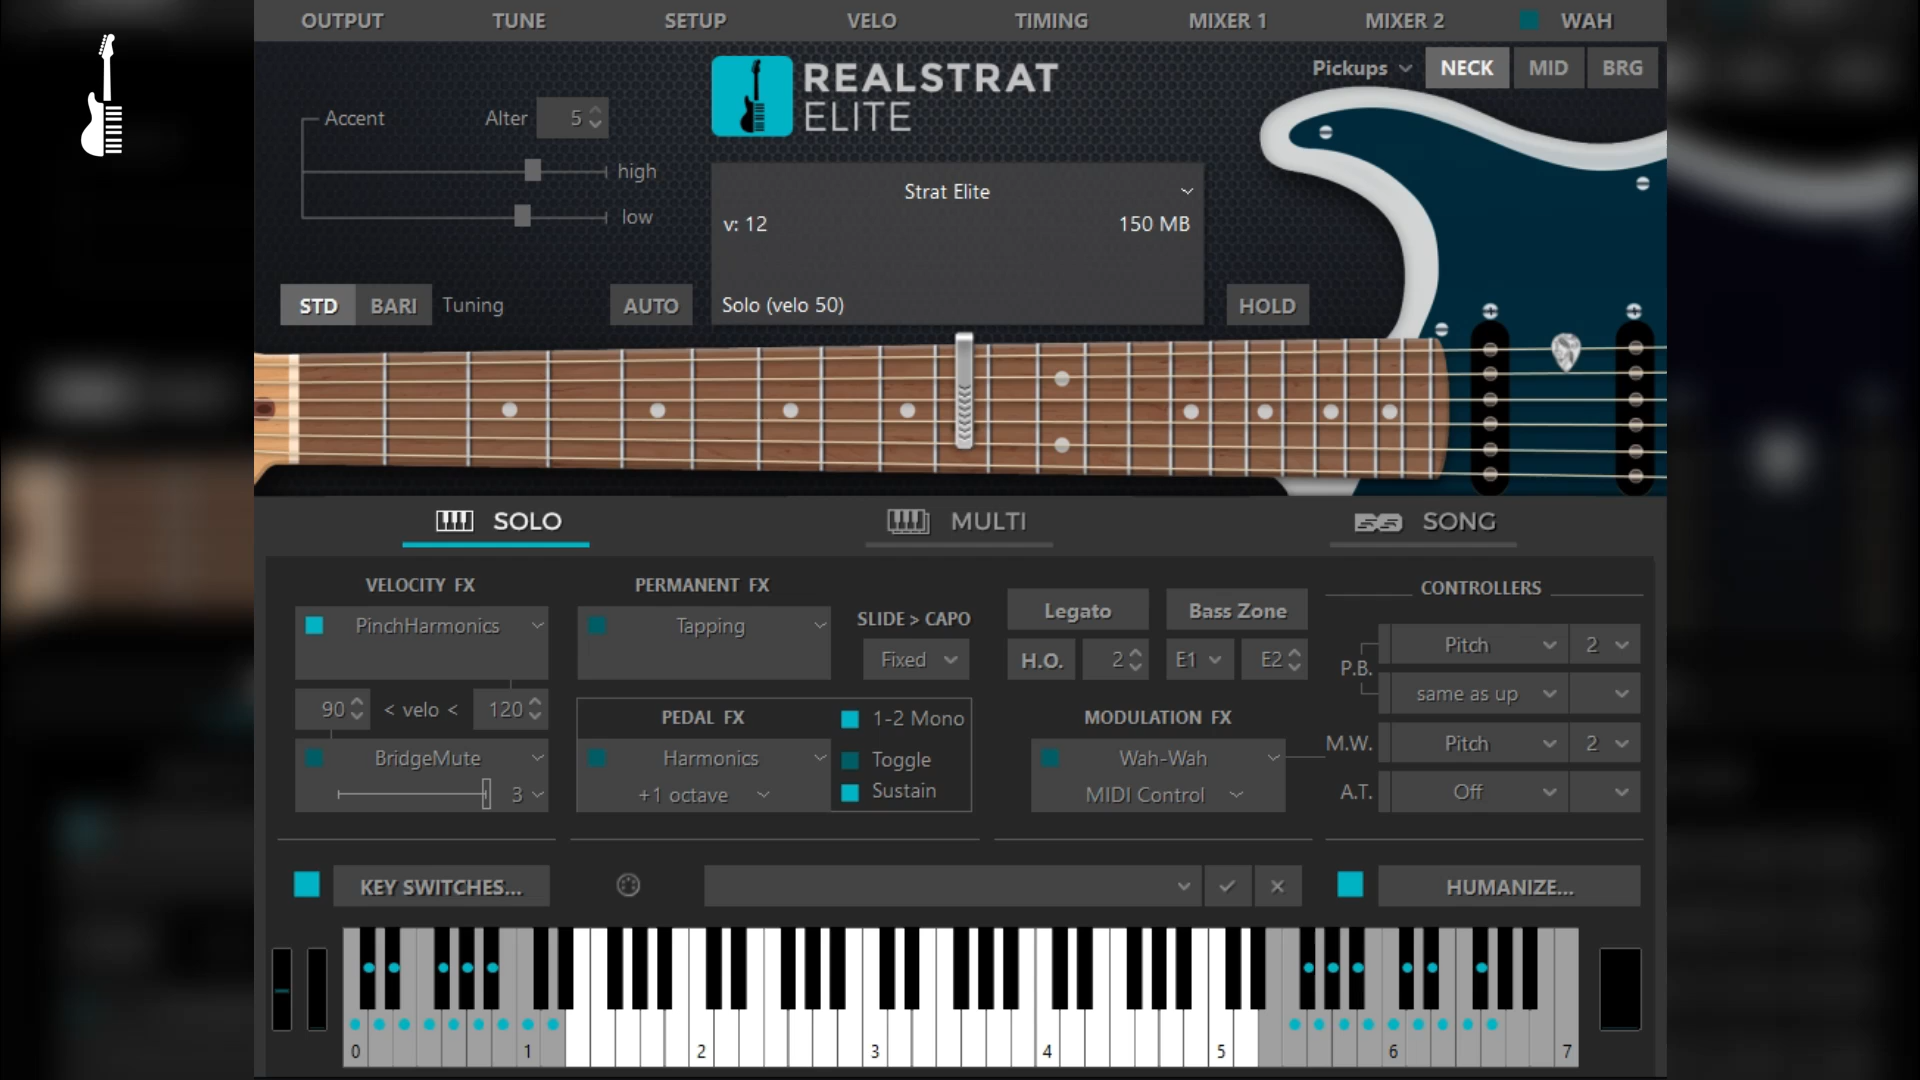 OUTPUT TUNE SETUP VELO TIMING MIXER 1 MIXER 2 WAH
Pickups NECK MID BRG
REALSTRAT
ELITE
Accent Alter 5
high
low
Strat Elite
v: 12 150 MB
Solo (velo 50)
STD BARI Tuning AUTO HOLD
SOLO MULTI SONG
VELOCITY FX PERMANENT FX CONTROLLERS
PinchHarmonics Tapping SLIDE > CAPO Legato Bass Zone
Fixed H.O. 2 E1 E2 Pitch 2
P.B.
same as up
90 < velo < 120 PEDAL FX 1-2 Mono MODULATION FX
M.W. Pitch 2
BridgeMute Harmonics Toggle Wah-Wah
3 +1 octave Sustain MIDI Control A.T. Off
KEY SWITCHES... HUMANIZE...
0 1 2 3 4 5 6 7